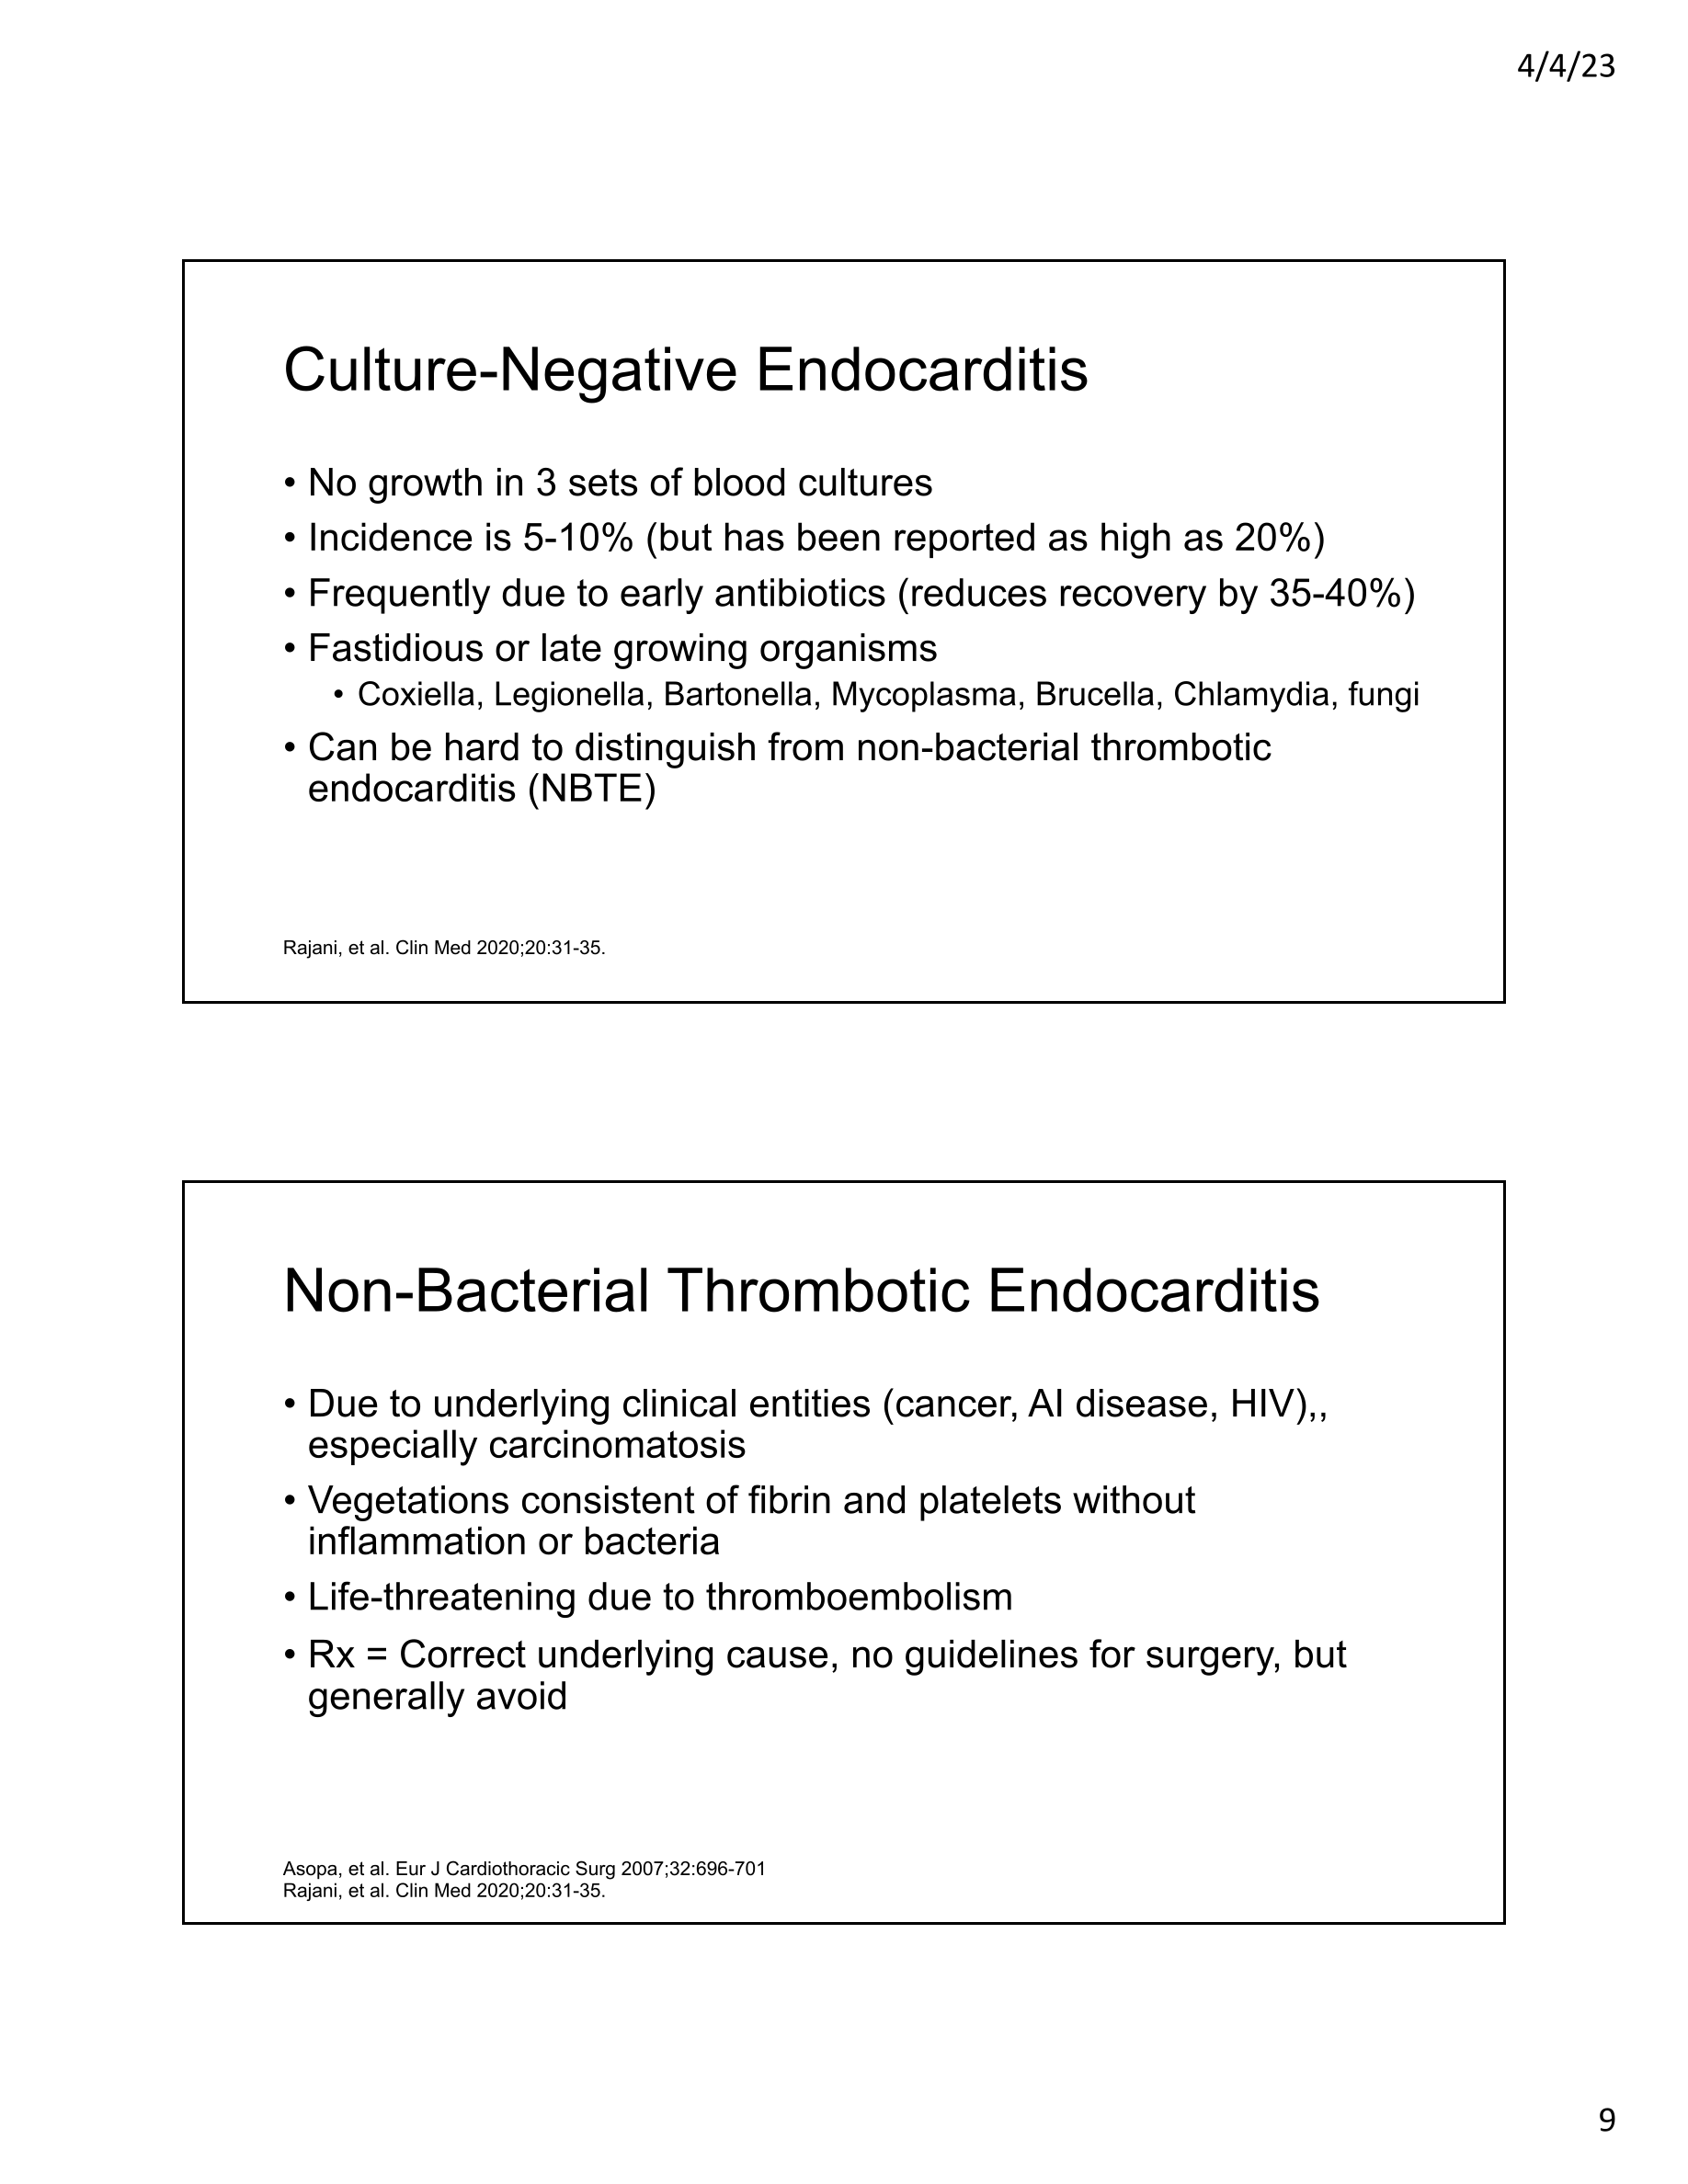 4/4/23
Culture-Negative Endocarditis
• No growth in 3 sets of blood cultures
• Incidence is 5-10% (but has been reported as high as 20%)
• Frequently due to early antibiotics (reduces recovery by 35-40%)
• Fastidious or late growing organisms
• Coxiella, Legionella, Bartonella, Mycoplasma, Brucella, Chlamydia, fungi
• Can be hard to distinguish from non-bacterial thrombotic
endocarditis (NBTE)
Rajani, et al. Clin Med 2020;20:31-35.
Non-Bacterial Thrombotic Endocarditis
• Due to underlying clinical entities (cancer, AI disease, HIV),,
especially carcinomatosis
• Vegetations consistent of fibrin and platelets without
inflammation or bacteria
• Life-threatening due to thromboembolism
• Rx = Correct underlying cause, no guidelines for surgery, but
generally avoid
Asopa, et al. Eur J Cardiothoracic Surg 2007;32:696-701
Rajani, et al. Clin Med 2020;20:31-35.
9